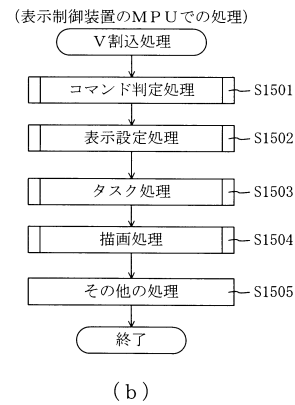 (表示制御装置のMPUでの処理)
V割込処理
コマンド判定処理 S1501
表示設定処理 S1502
タスク処理 S1503
描画処理 S1504
その他の処理 S1505
終了
(b)